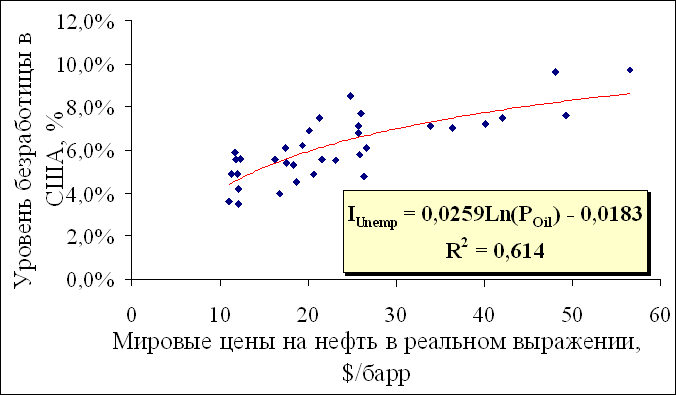 Уровень безработицы в
США, %
12,0%
10,0%
8,0%
6,0%
4,0%
2,0%
0,0%
I_Unemp = 0,0259Ln(P_Oil) - 0,0183
R² = 0,614
0 10 20 30 40 50 60
Мировые цены на нефть в реальном выражении,
$/барр